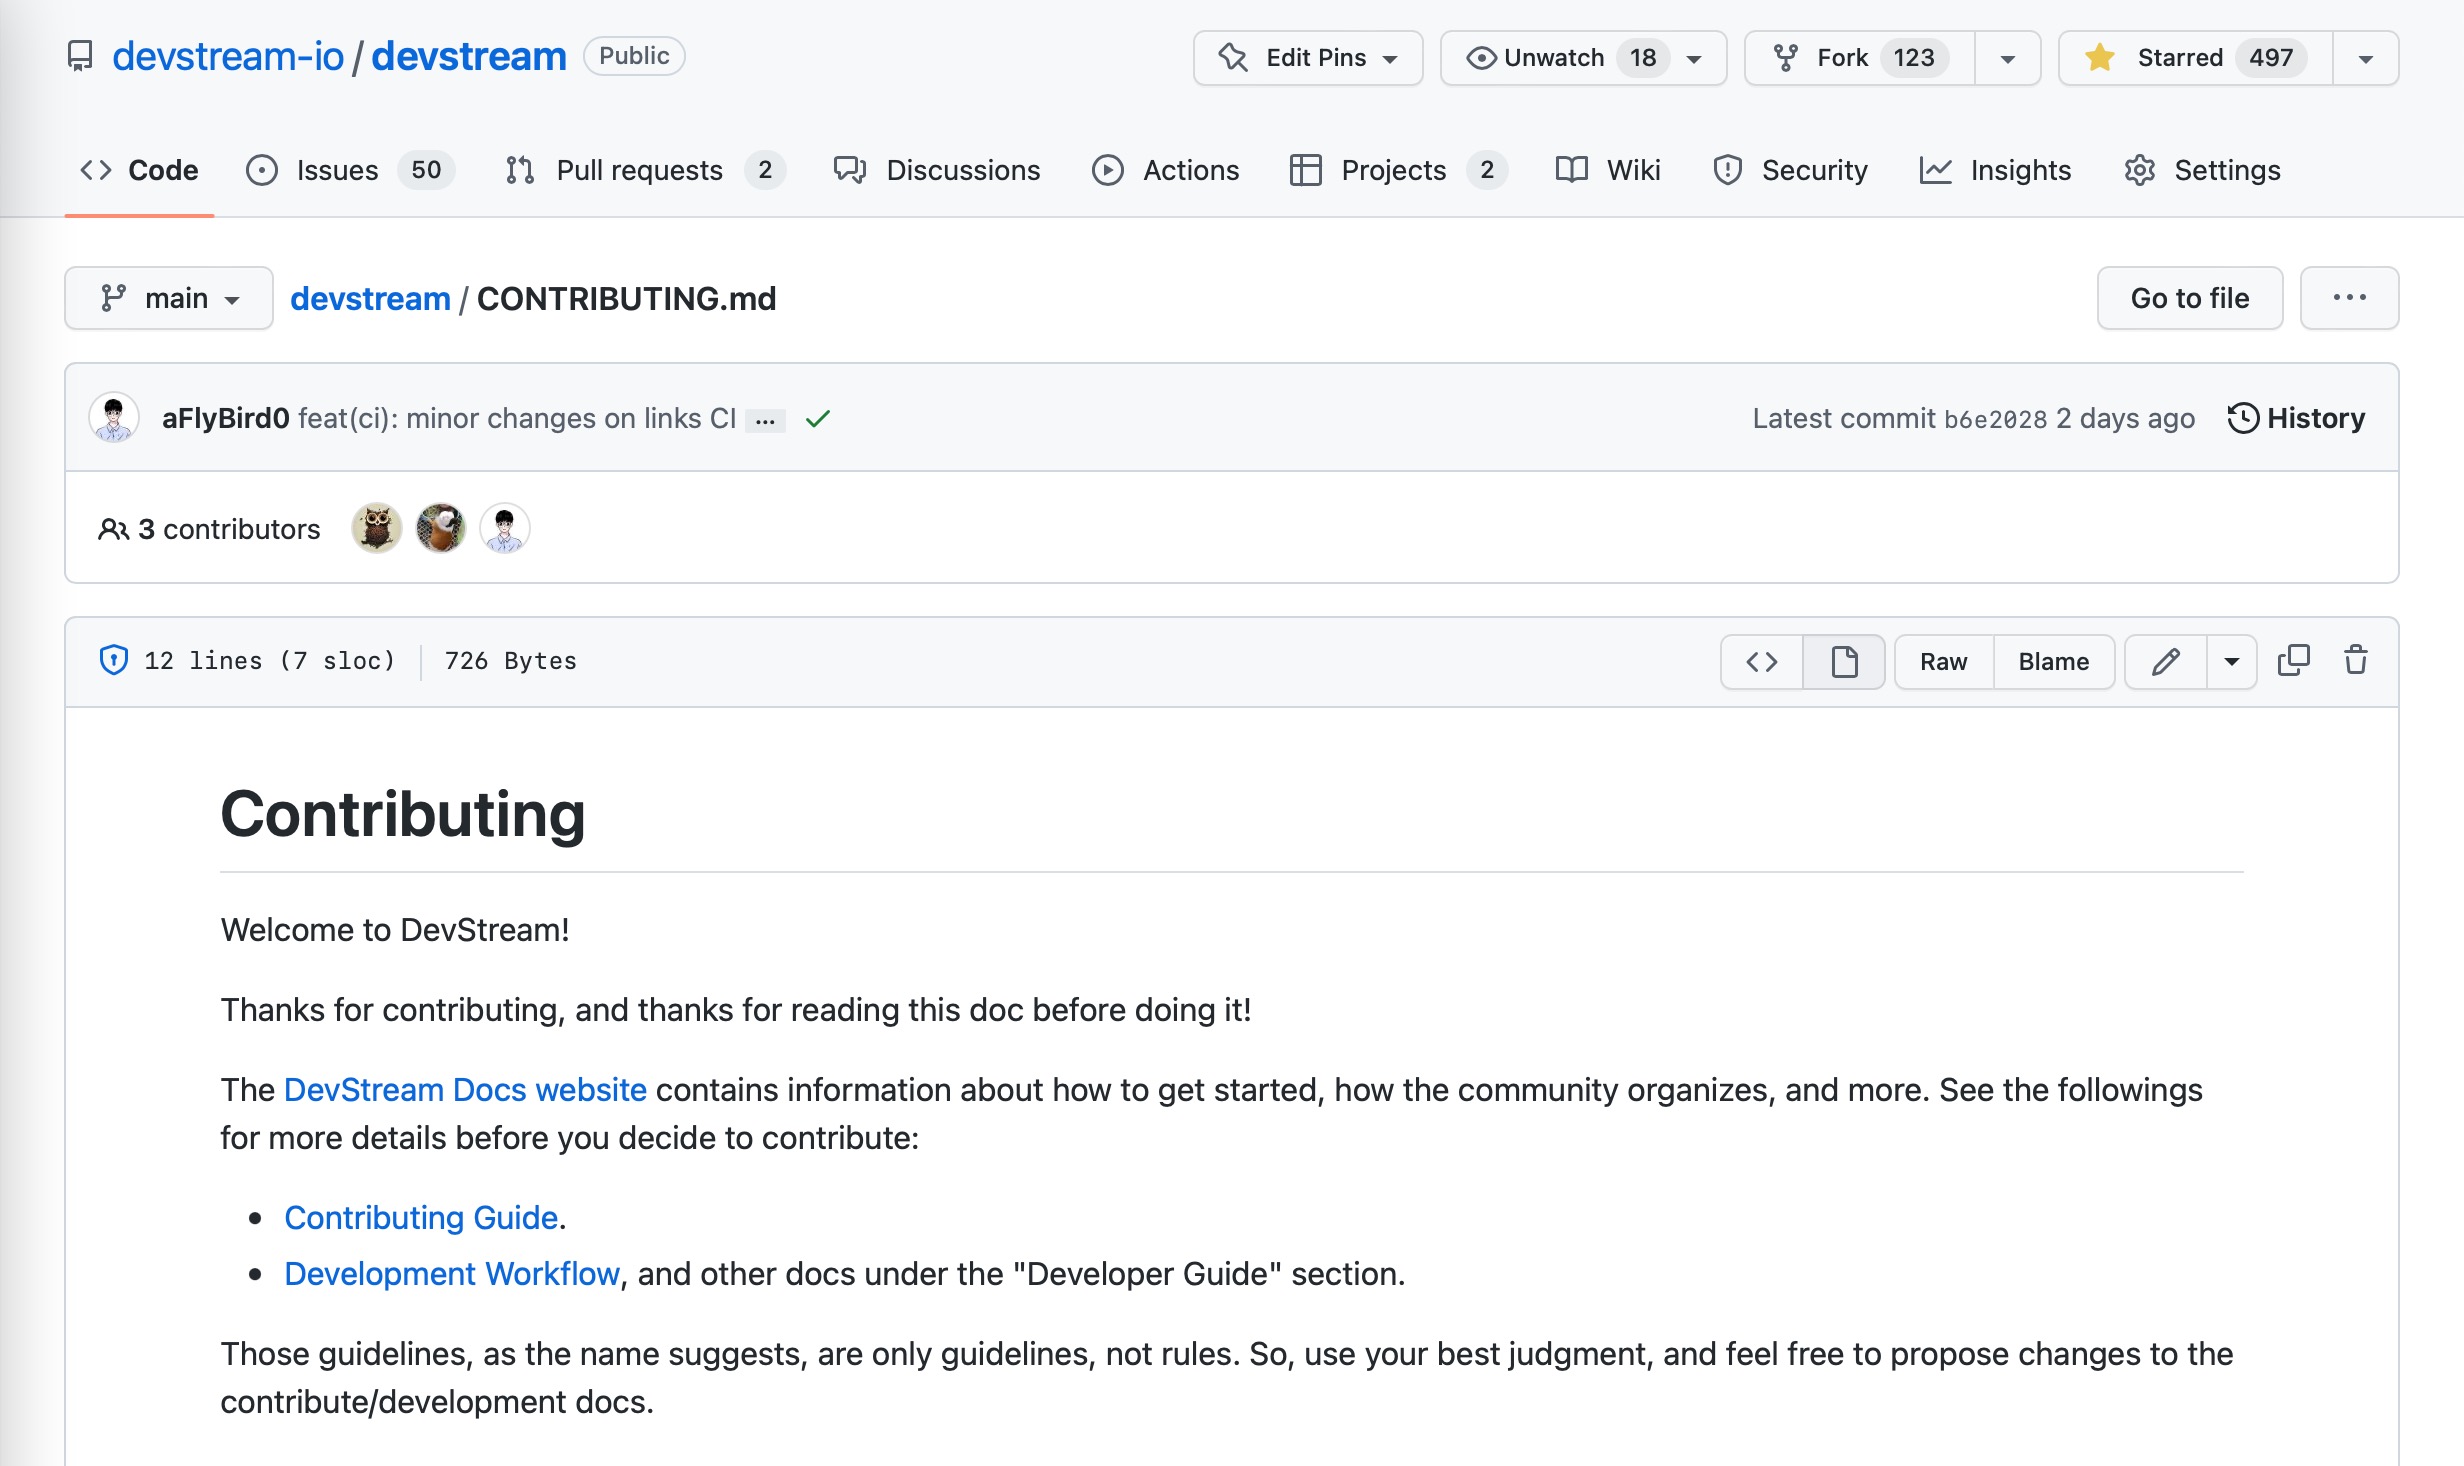 devstream-io / devstream Public Edit Pins Unwatch 18 Fork 123 Starred 497
Code Issues 50 Pull requests 2 Discussions Actions Projects 2 Wiki Security Insights Settings
main devstream / CONTRIBUTING.md Go to file ...
aFlyBird0 feat(ci): minor changes on links CI ... Latest commit b6e2028 2 days ago History
3 contributors
12 lines (7 sloc) 726 Bytes Raw Blame
Contributing
Welcome to DevStream!
Thanks for contributing, and thanks for reading this doc before doing it!
The DevStream Docs website contains information about how to get started, how the community organizes, and more. See the followings
for more details before you decide to contribute:
• Contributing Guide.
• Development Workflow, and other docs under the "Developer Guide" section.
Those guidelines, as the name suggests, are only guidelines, not rules. So, use your best judgment, and feel free to propose changes to the
contribute/development docs.